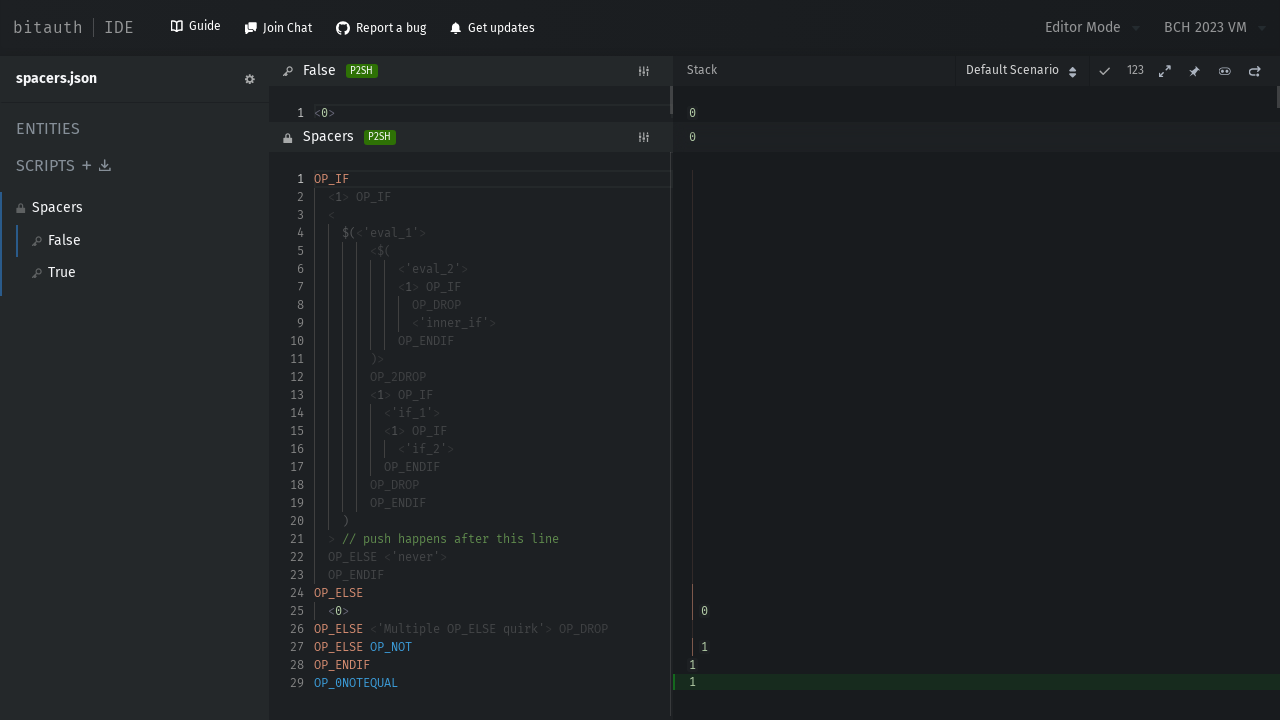 bitauth IDE Guide Join Chat Report a bug Get updates Editor Mode BCH 2023 VM
spacers.json
ENTITIES
SCRIPTS
Spacers
False
True
False P2SH
1 <0>
Spacers P2SH
1 OP_IF
2 <1> OP_IF
3 <
4 $(<'eval_1'>
5 <$(
6 <'eval_2'>
7 <1> OP_IF
8 OP_DROP
9 <'inner_if'>
10 OP_ENDIF
11 )>
12 OP_2DROP
13 <1> OP_IF
14 <'if_1'>
15 <1> OP_IF
16 <'if_2'>
17 OP_ENDIF
18 OP_DROP
19 OP_ENDIF
20 )
21 > // push happens after this line
22 OP_ELSE <'never'>
23 OP_ENDIF
24 OP_ELSE
25 <0>
26 OP_ELSE <'Multiple OP_ELSE quirk'> OP_DROP
27 OP_ELSE OP_NOT
28 OP_ENDIF
29 OP_0NOTEQUAL
Stack Default Scenario 123
0
0
0
1
1
1